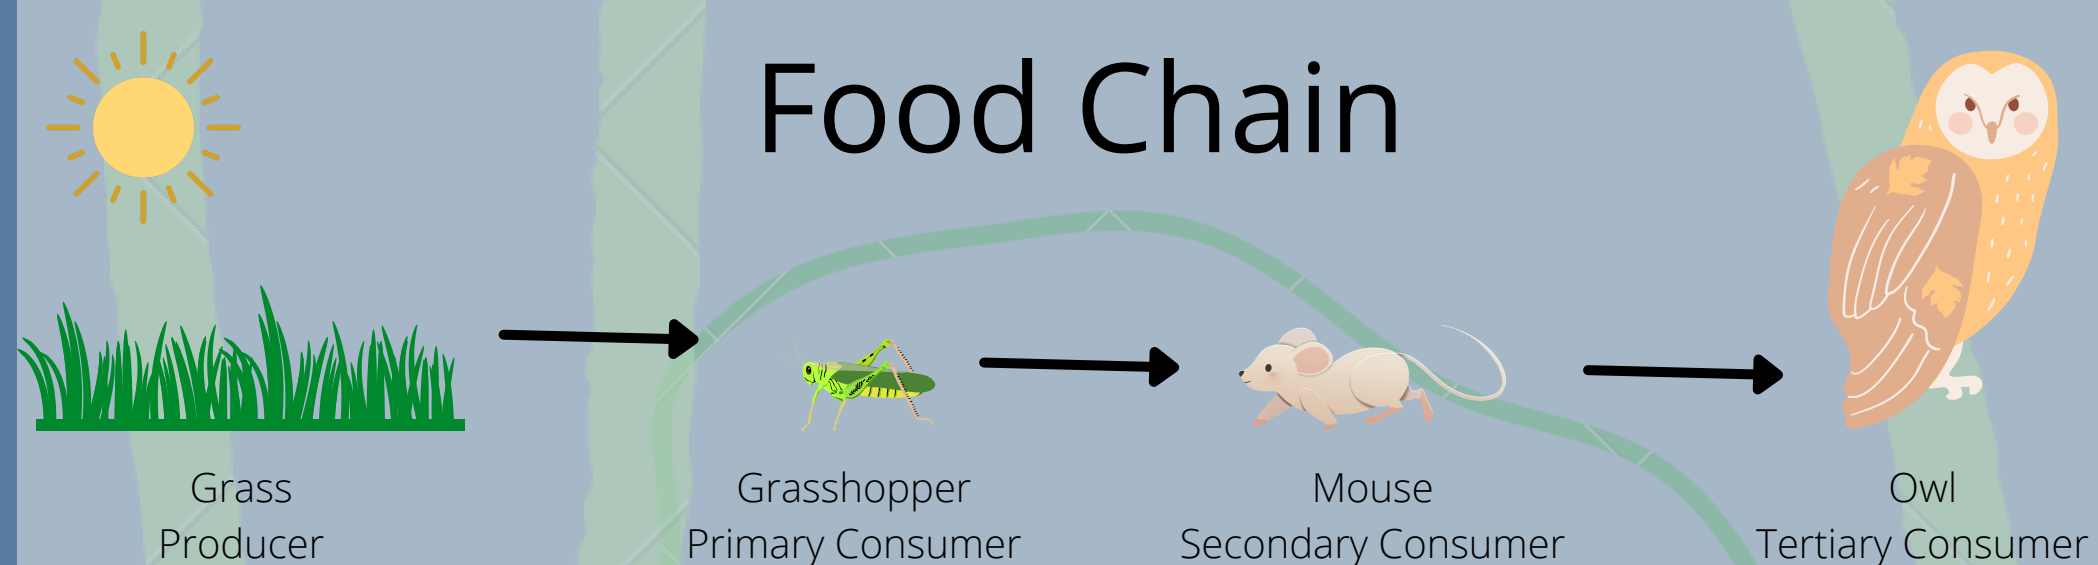 Food Chain
Grass
Producer
Grasshopper
Primary Consumer
Mouse
Secondary Consumer
Owl
Tertiary Consumer